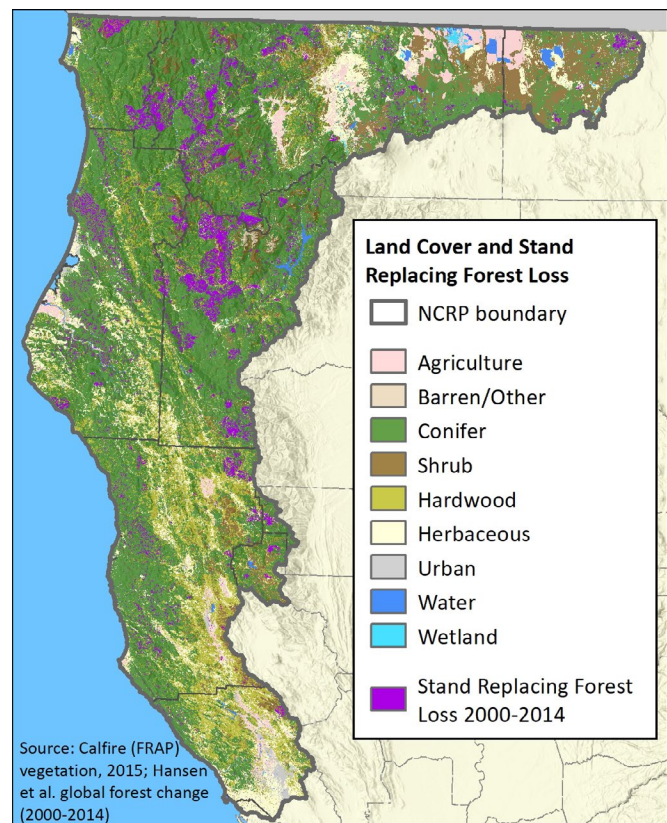 Land Cover and Stand
Replacing Forest Loss
NCRP boundary
Agriculture
Barren/Other
Conifer
Shrub
Hardwood
Herbaceous
Urban
Water
Wetland
Stand Replacing Forest
Loss 2000-2014
Source: Calfire (FRAP)
vegetation, 2015; Hansen
et al. global forest change
(2000-2014)